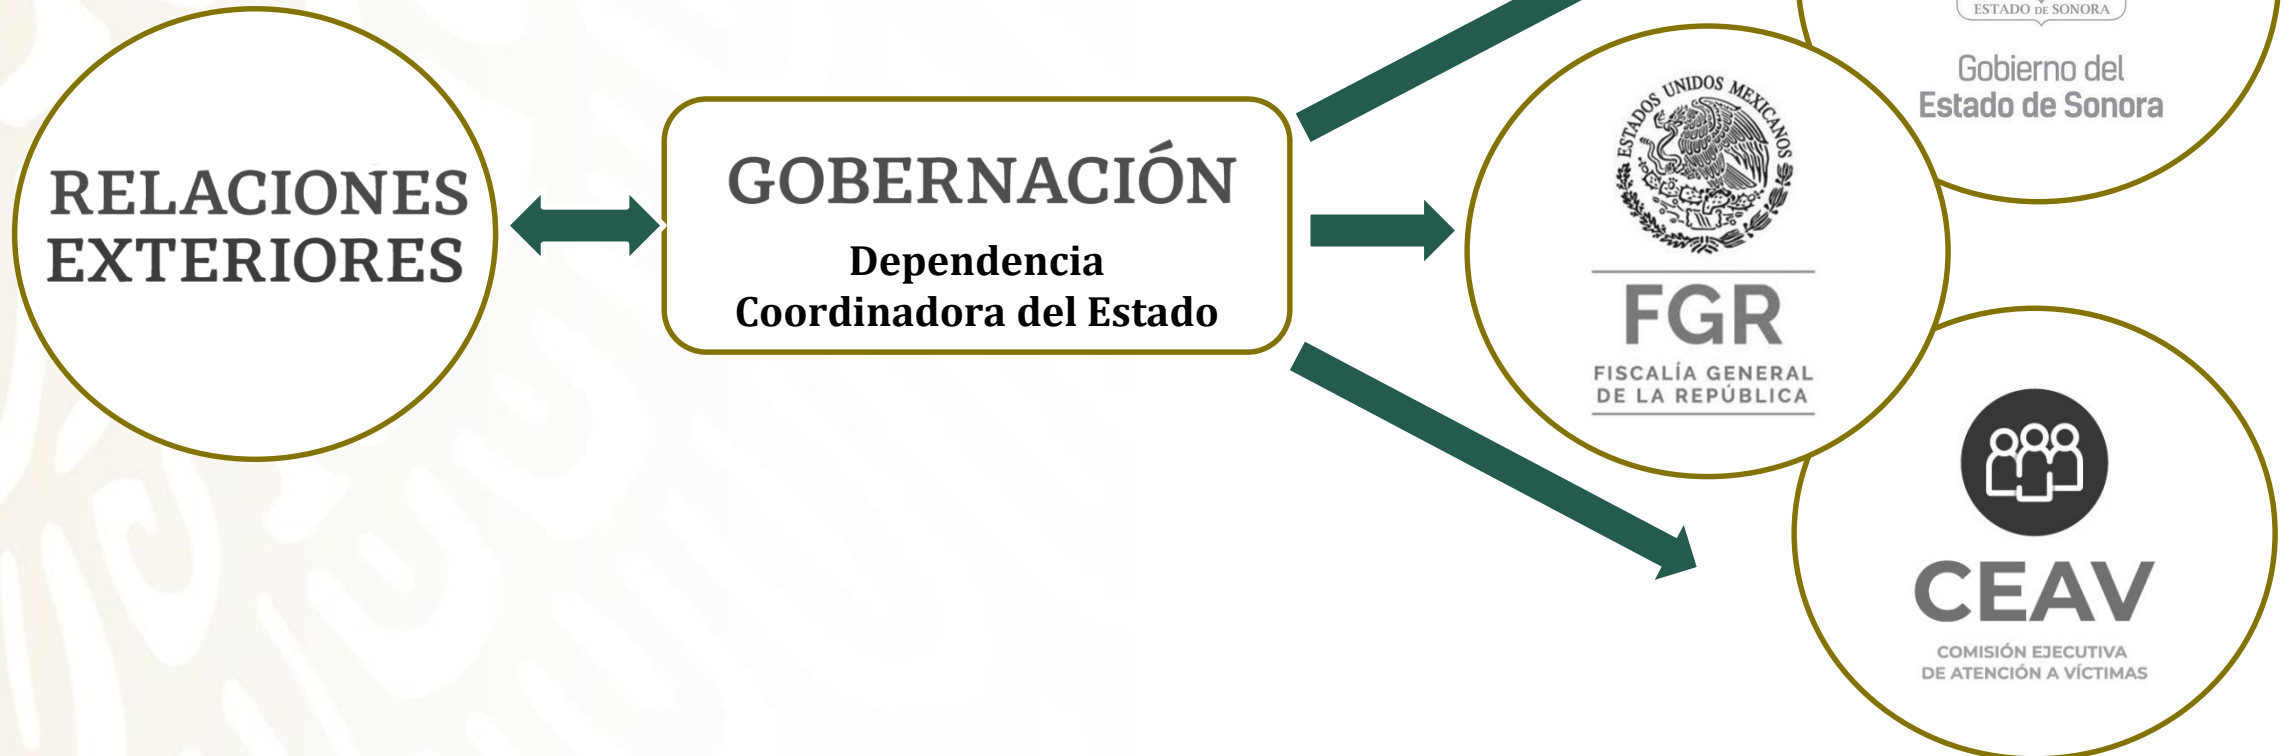 RELACIONES
EXTERIORES
GOBERNACIÓN
Dependencia
Coordinadora del Estado
ESTADO DE SONORA
Gobierno del
Estado de Sonora
ESTADOS UNIDOS MEXICANOS
FGR
FISCALÍA GENERAL
DE LA REPÚBLICA
CEAV
COMISIÓN EJECUTIVA
DE ATENCIÓN A VÍCTIMAS